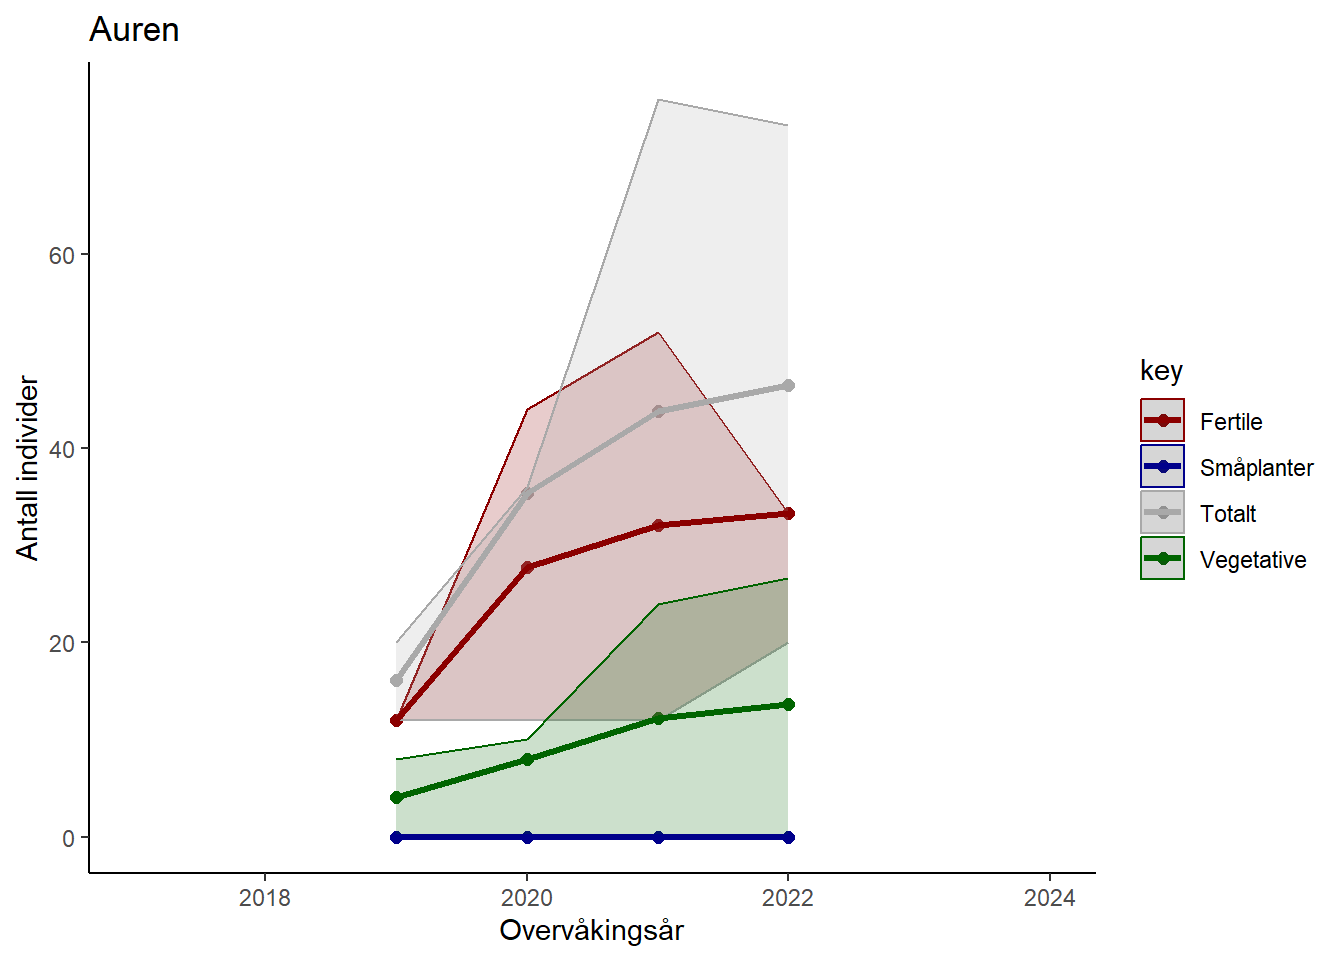 Auren
Antall individer
60
40
20
0
2018
2020
2022
2024
Overvåkingsår
key
Fertile
Småplanter
Totalt
Vegetative